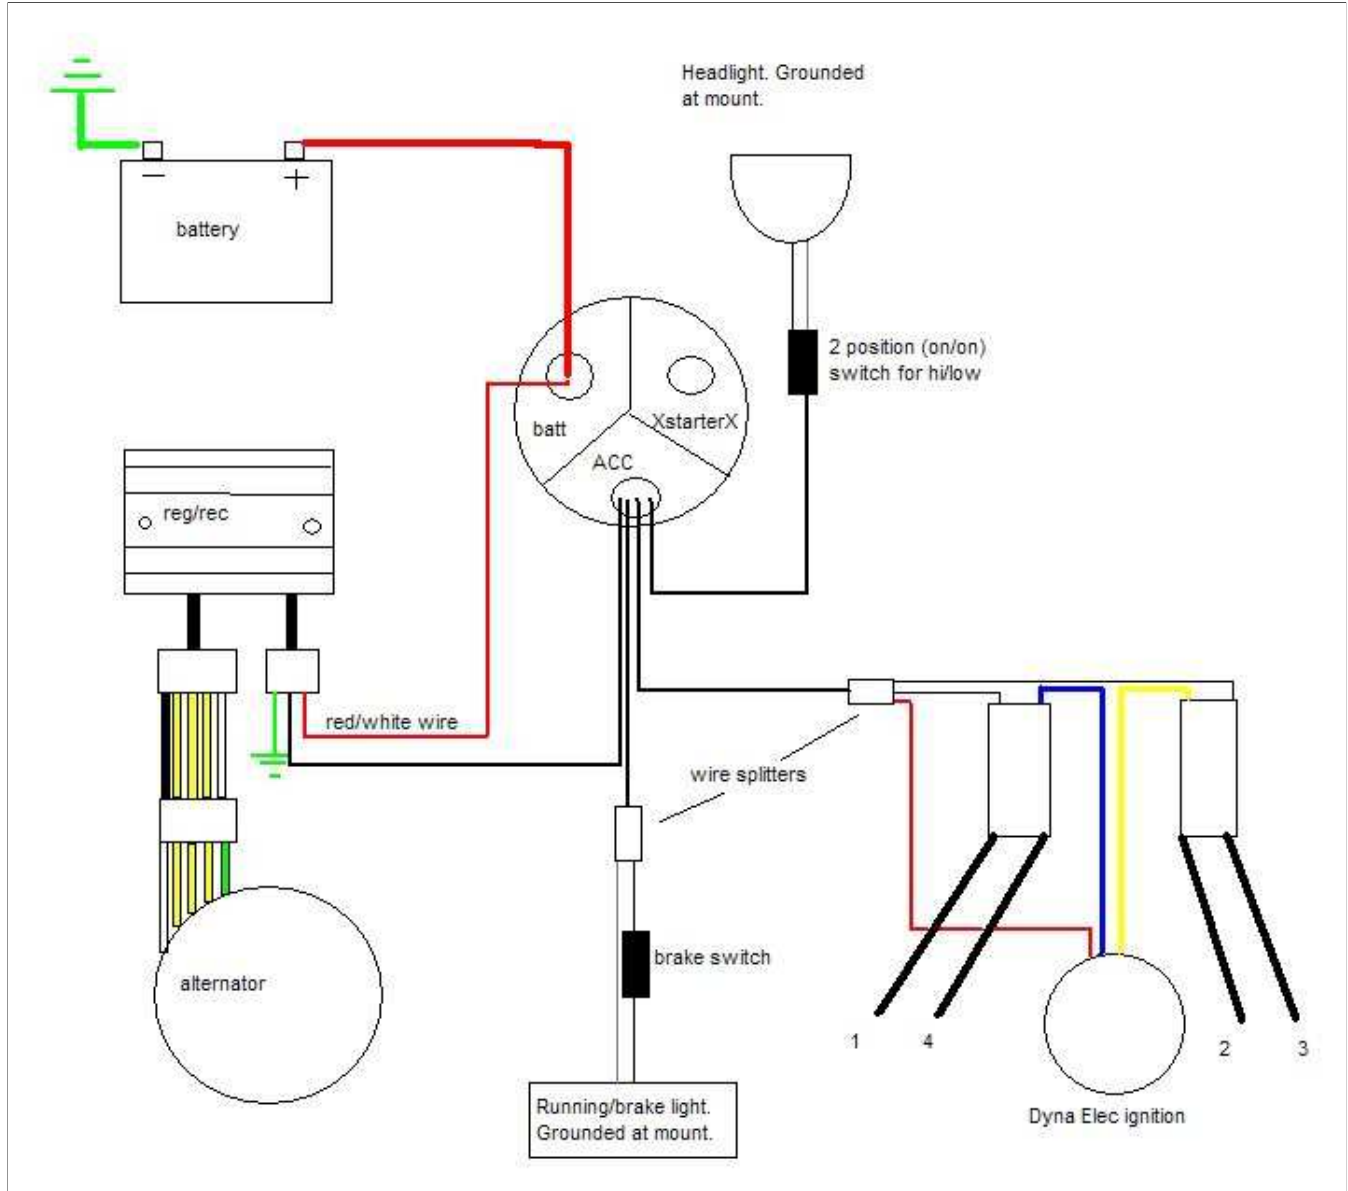 Headlight. Grounded
at mount.
battery
2 position (on/on)
switch for hi/low
batt
XstarterX
ACC
reg/rec
red/white wire
wire splitters
brake switch
alternator
1
4
2
3
Running/brake light.
Grounded at mount.
Dyna Elec ignition